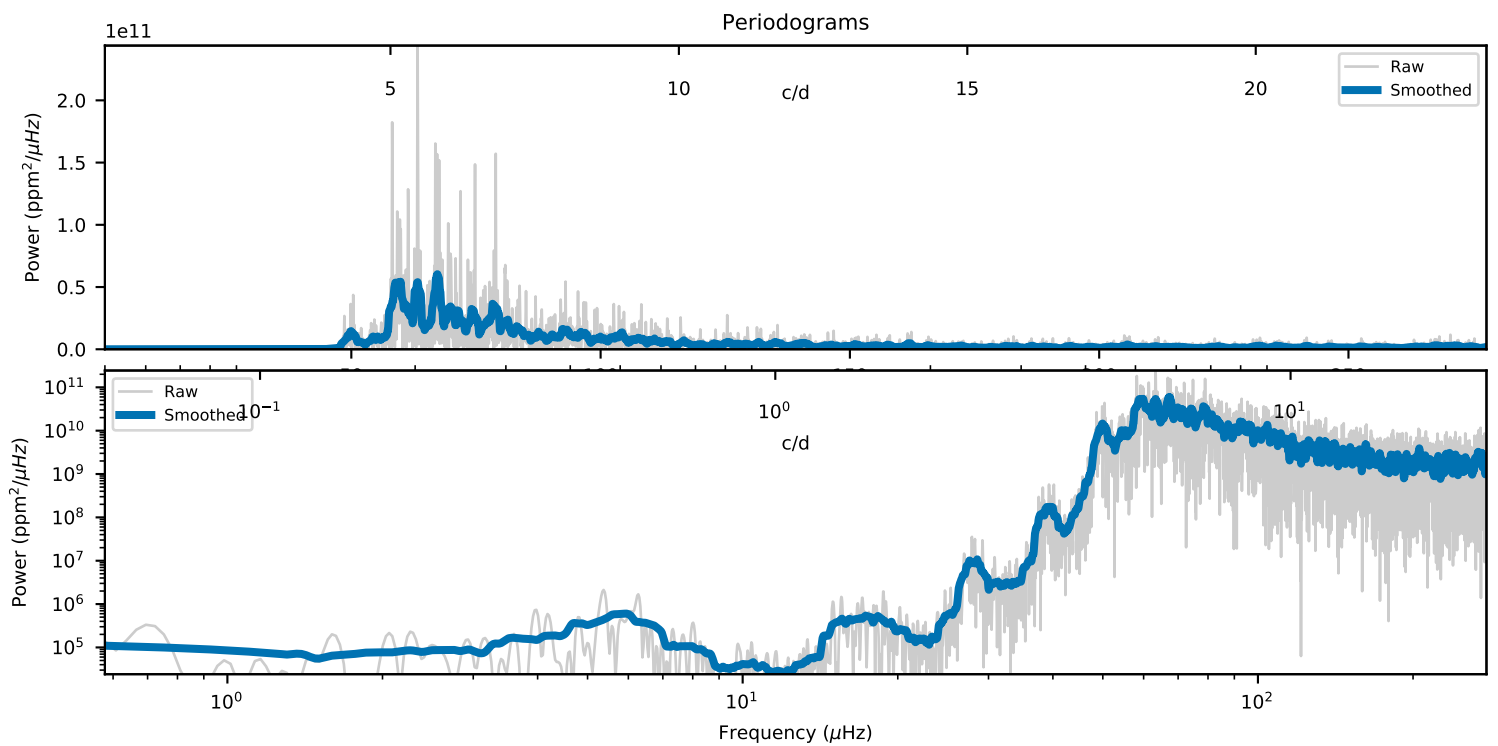 Periodograms
1e11
5 10 15 20
c/d
Raw
Smoothed
2.0
1.5
1.0
0.5
0.0
Power (ppm²/μHz)
Raw
Smoothed
10⁻¹ 10⁰ 10¹
c/d
10¹¹
10¹⁰
10⁹
10⁸
10⁷
10⁶
10⁵
Power (ppm²/μHz)
10⁰ 10¹ 10²
Frequency (μHz)